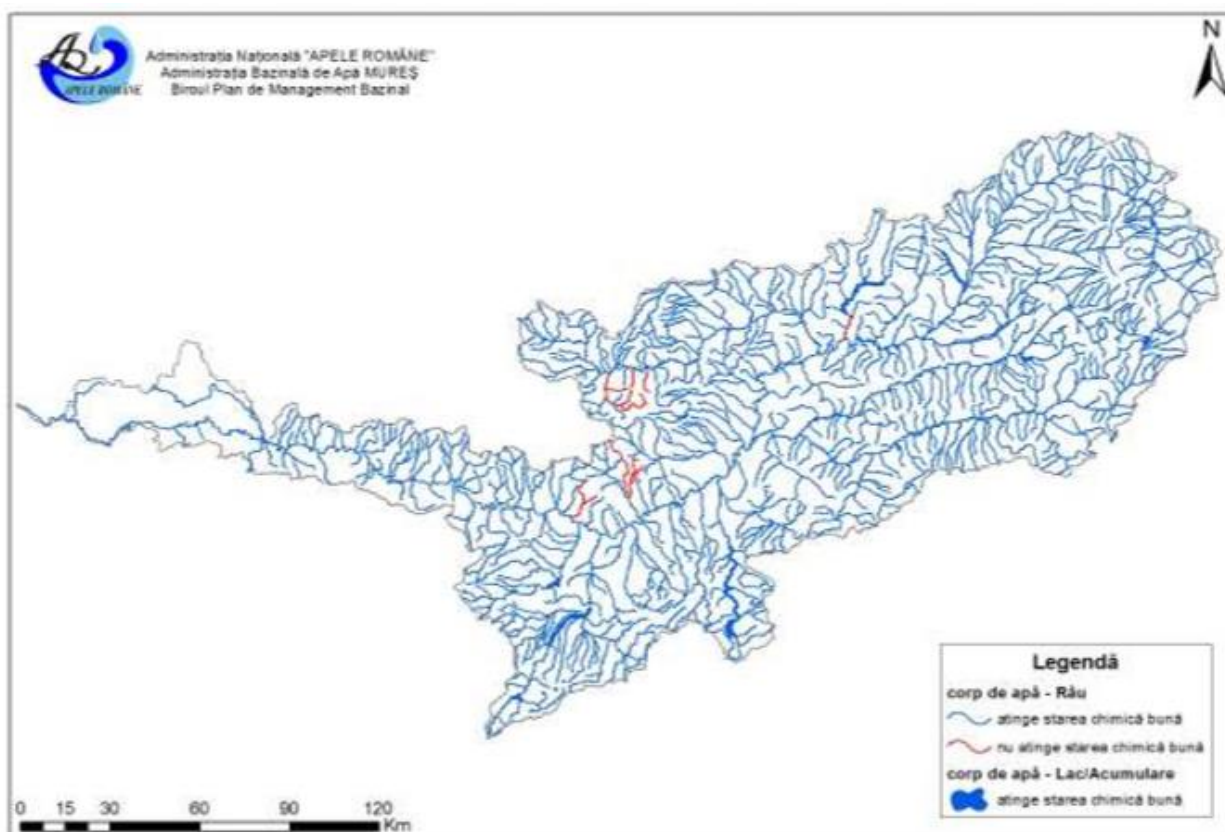 Administrația Națională "APELE ROMÂNE"
Administrația Bazinală de Apă MUREȘ
Biroul Plan de Management Bazinal
APELE ROMÂNE
N
Legendă
corp de apă - Râu
atinge starea chimică bună
nu atinge starea chimică bună
corp de apă - Lac/Acumulare
atinge starea chimică bună
0 15 30 60 90 120
Km